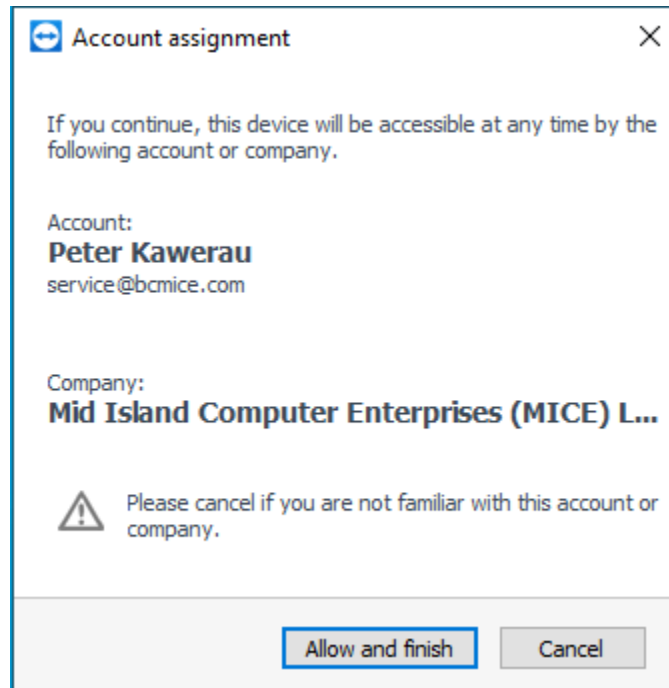 Account assignment
If you continue, this device will be accessible at any time by the
following account or company.
Account:
Peter Kawerau
service@bcmice.com
Company:
Mid Island Computer Enterprises (MICE) L...
Please cancel if you are not familiar with this account or
company.
Allow and finish
Cancel